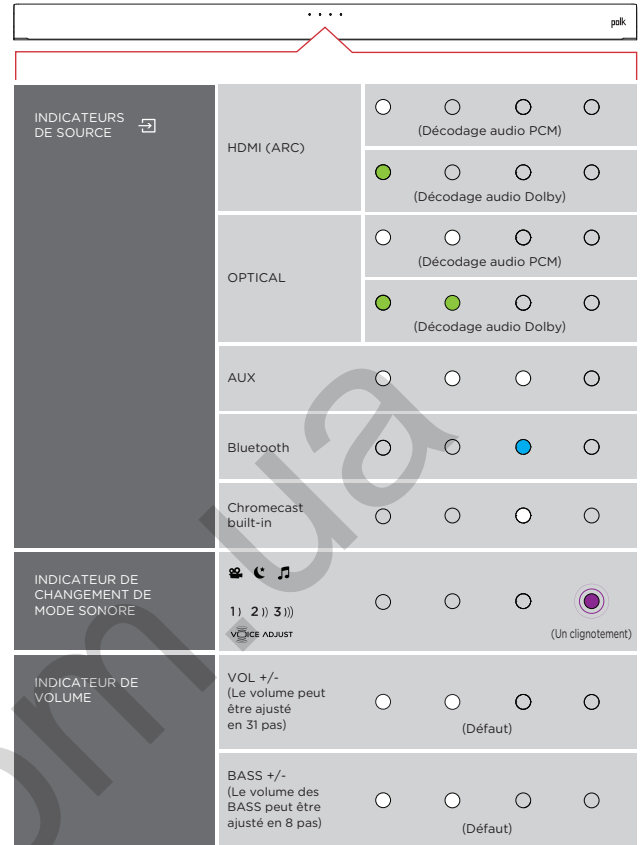 polk
INDICATEURS
DE SOURCE
HDMI (ARC)
(Décodage audio PCM)
(Décodage audio Dolby)
OPTICAL
(Décodage audio PCM)
(Décodage audio Dolby)
AUX
Bluetooth
Chromecast
built-in
INDICATEUR DE
CHANGEMENT DE
MODE SONORE
1) 2)) 3)))
VOICE ADJUST
(Un clignotement)
INDICATEUR DE
VOLUME
VOL +/-
(Le volume peut
être ajusté
en 31 pas)
(Défaut)
BASS +/-
(Le volume des
BASS peut être
ajusté en 8 pas)
(Défaut)
om.ua